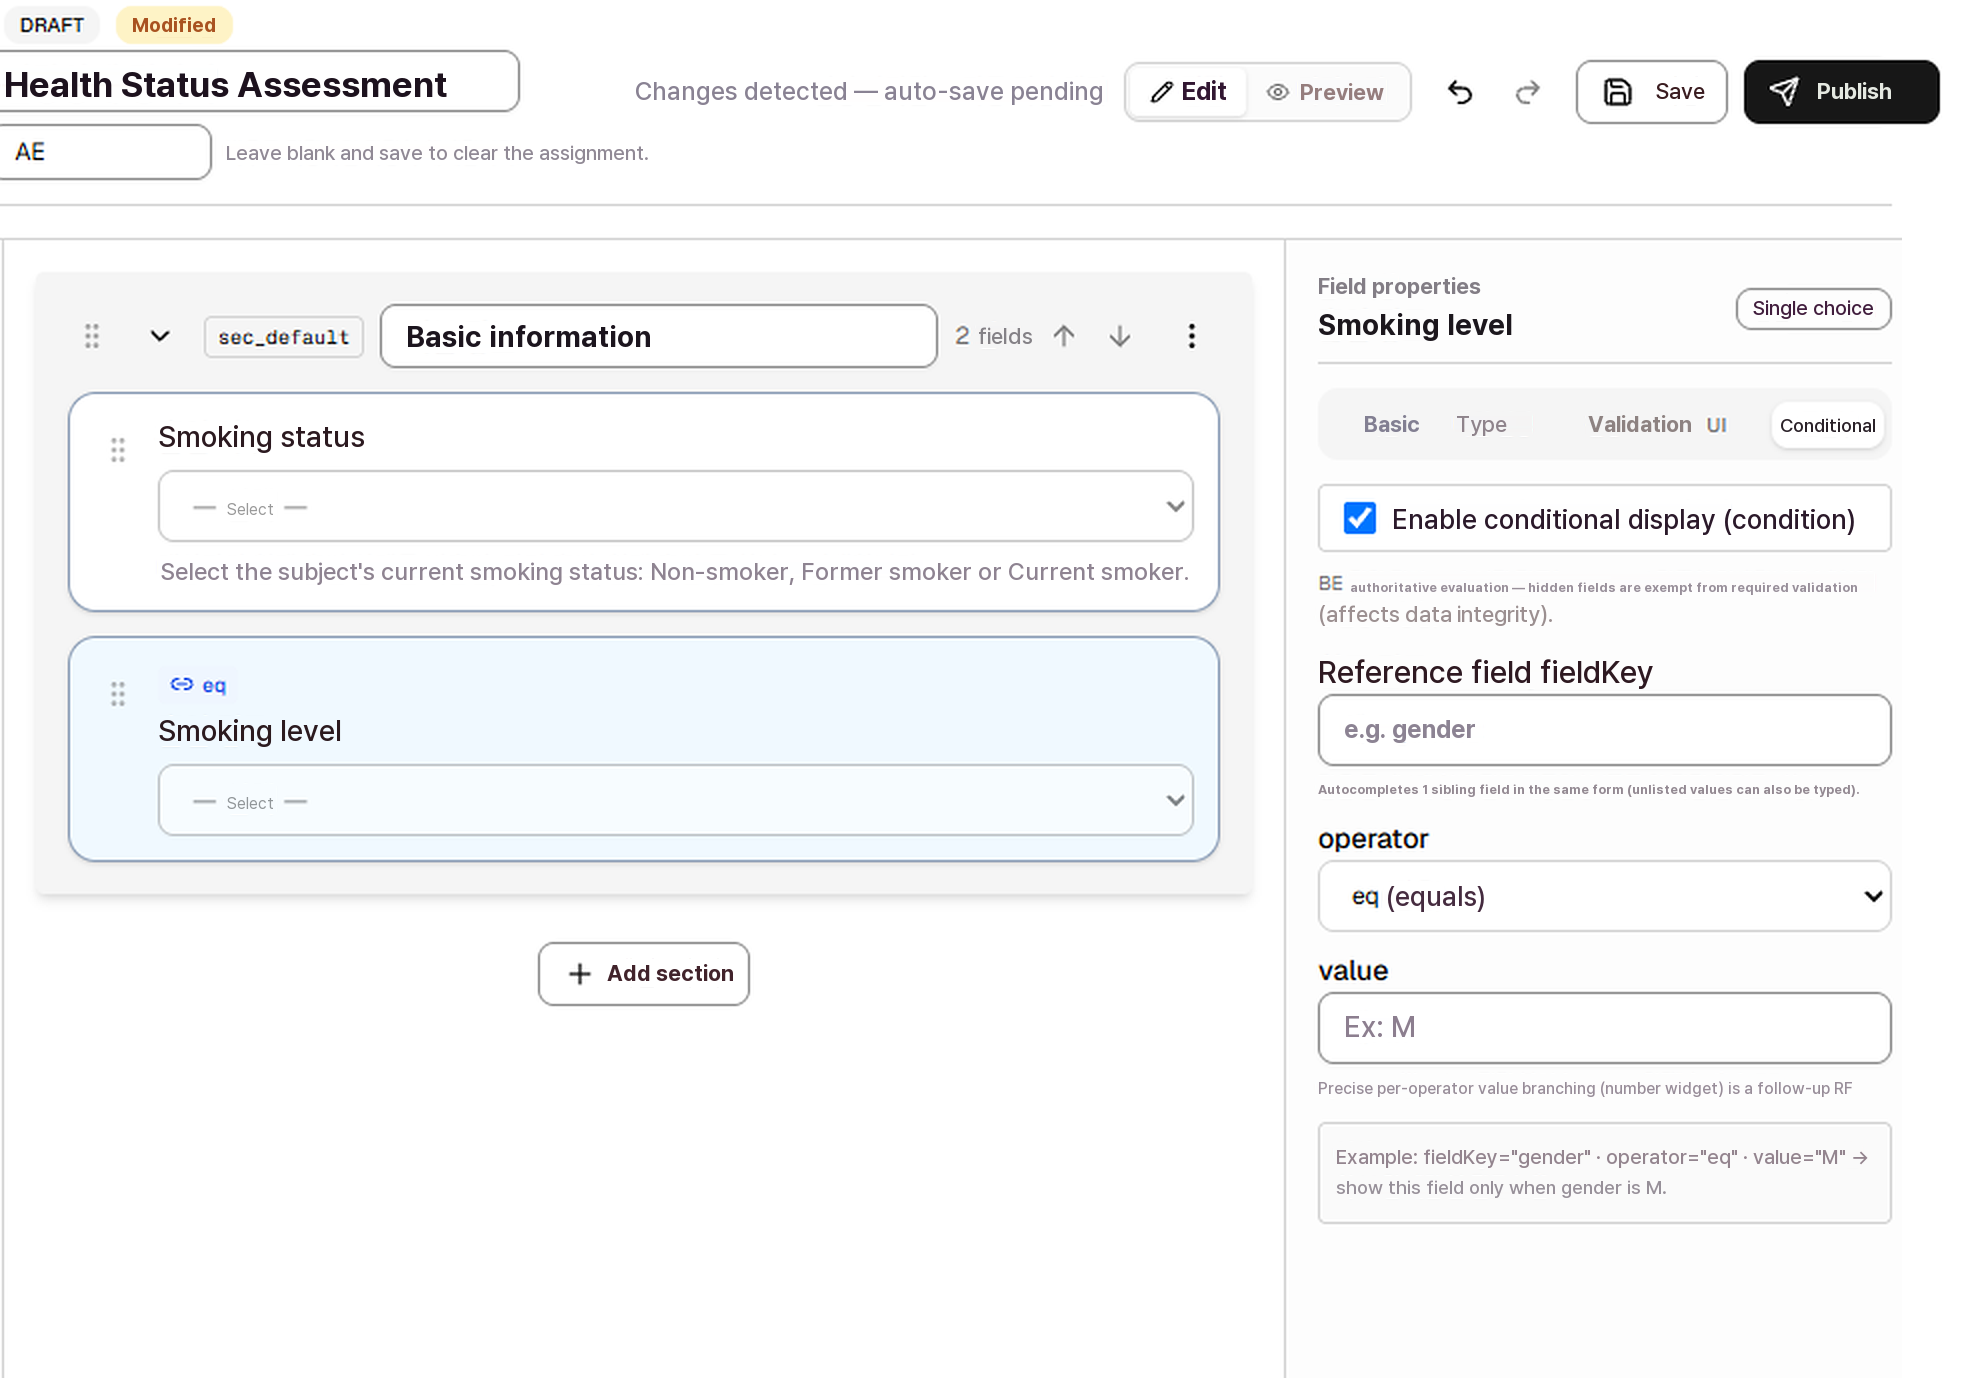 DRAFT Modified
Health Status Assessment
Changes detected — auto-save pending
Edit Preview Save Publish
AE Leave blank and save to clear the assignment.
sec_default Basic information 2 fields
Smoking status
— Select —
Select the subject's current smoking status: Non-smoker, Former smoker or Current smoker.
eq
Smoking level
— Select —
Add section
Field properties
Smoking level
Single choice
Basic Type Validation UI Conditional
Enable conditional display (condition)
BE authoritative evaluation — hidden fields are exempt from required validation
(affects data integrity).
Reference field fieldKey
e.g. gender
Autocompletes 1 sibling field in the same form (unlisted values can also be typed).
operator
eq (equals)
value
Ex: M
Precise per-operator value branching (number widget) is a follow-up RF
Example: fieldKey="gender" · operator="eq" · value="M" →
show this field only when gender is M.